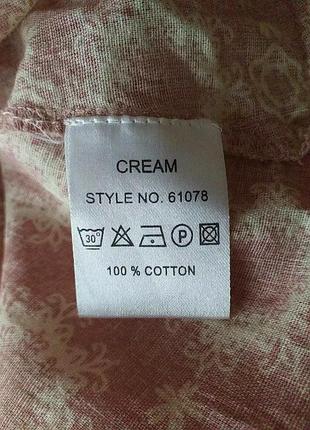 CREAM
STYLE NO. 61078
30° P
100 % COTTON